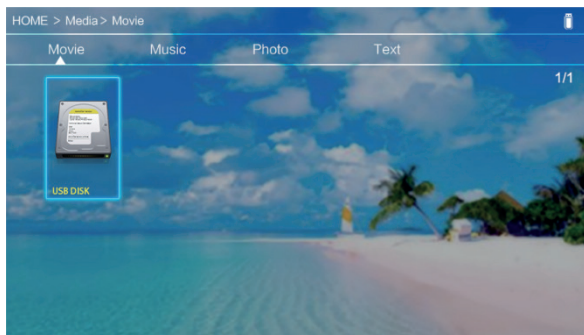 HOME > Media> Movie
Movie Music Photo Text
1/1
USB DISK